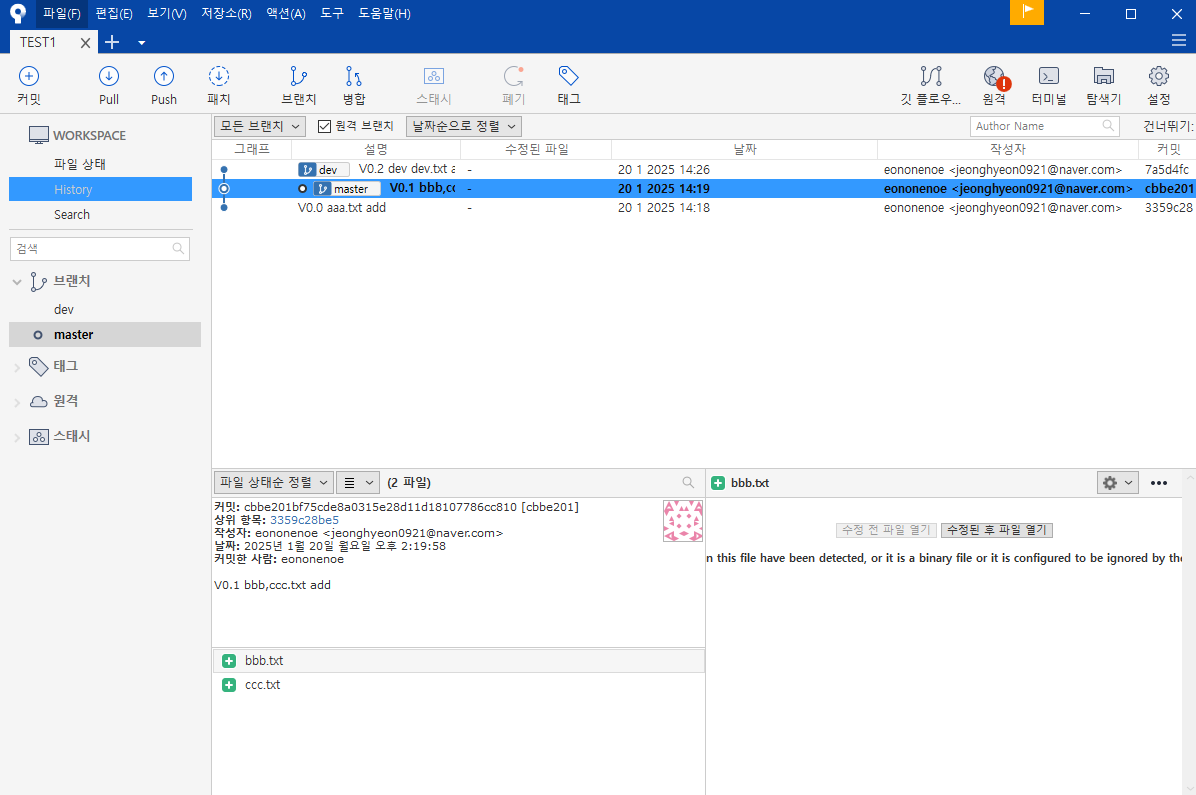 파일(F) 편집(E) 보기(V) 저장소(R) 액션(A) 도구 도움말(H)
TEST1
커밋 Pull Push 패치 브랜치 병합 스태시 폐기 태그 깃 플로우... 원격 터미널 탐색기 설정
WORKSPACE
파일 상태
History
Search
검색
브랜치
dev
master
태그
원격
스태시
모든 브랜치 원격 브랜치 날짜순으로 정렬 Author Name 건너뛰기:
그래프 설명 수정된 파일 날짜 작성자 커밋
dev V0.2 dev dev.txt a - 20 1 2025 14:26 eononenoe <jeonghyeon0921@naver.com> 7a5d4fc
master V0.1 bbb,cc - 20 1 2025 14:19 eononenoe <jeonghyeon0921@naver.com> cbbe201
V0.0 aaa.txt add - 20 1 2025 14:18 eononenoe <jeonghyeon0921@naver.com> 3359c28
파일 상태순 정렬 (2 파일)
커밋: cbbe201bf75cde8a0315e28d11d18107786cc810 [cbbe201]
상위 항목: 3359c28be5
작성자: eononenoe <jeonghyeon0921@naver.com>
날짜: 2025년 1월 20일 월요일 오후 2:19:58
커밋한 사람: eononenoe
V0.1 bbb,ccc.txt add
bbb.txt
ccc.txt
bbb.txt
수정 전 파일 열기 수정된 후 파일 열기
n this file have been detected, or it is a binary file or it is configured to be ignored by the